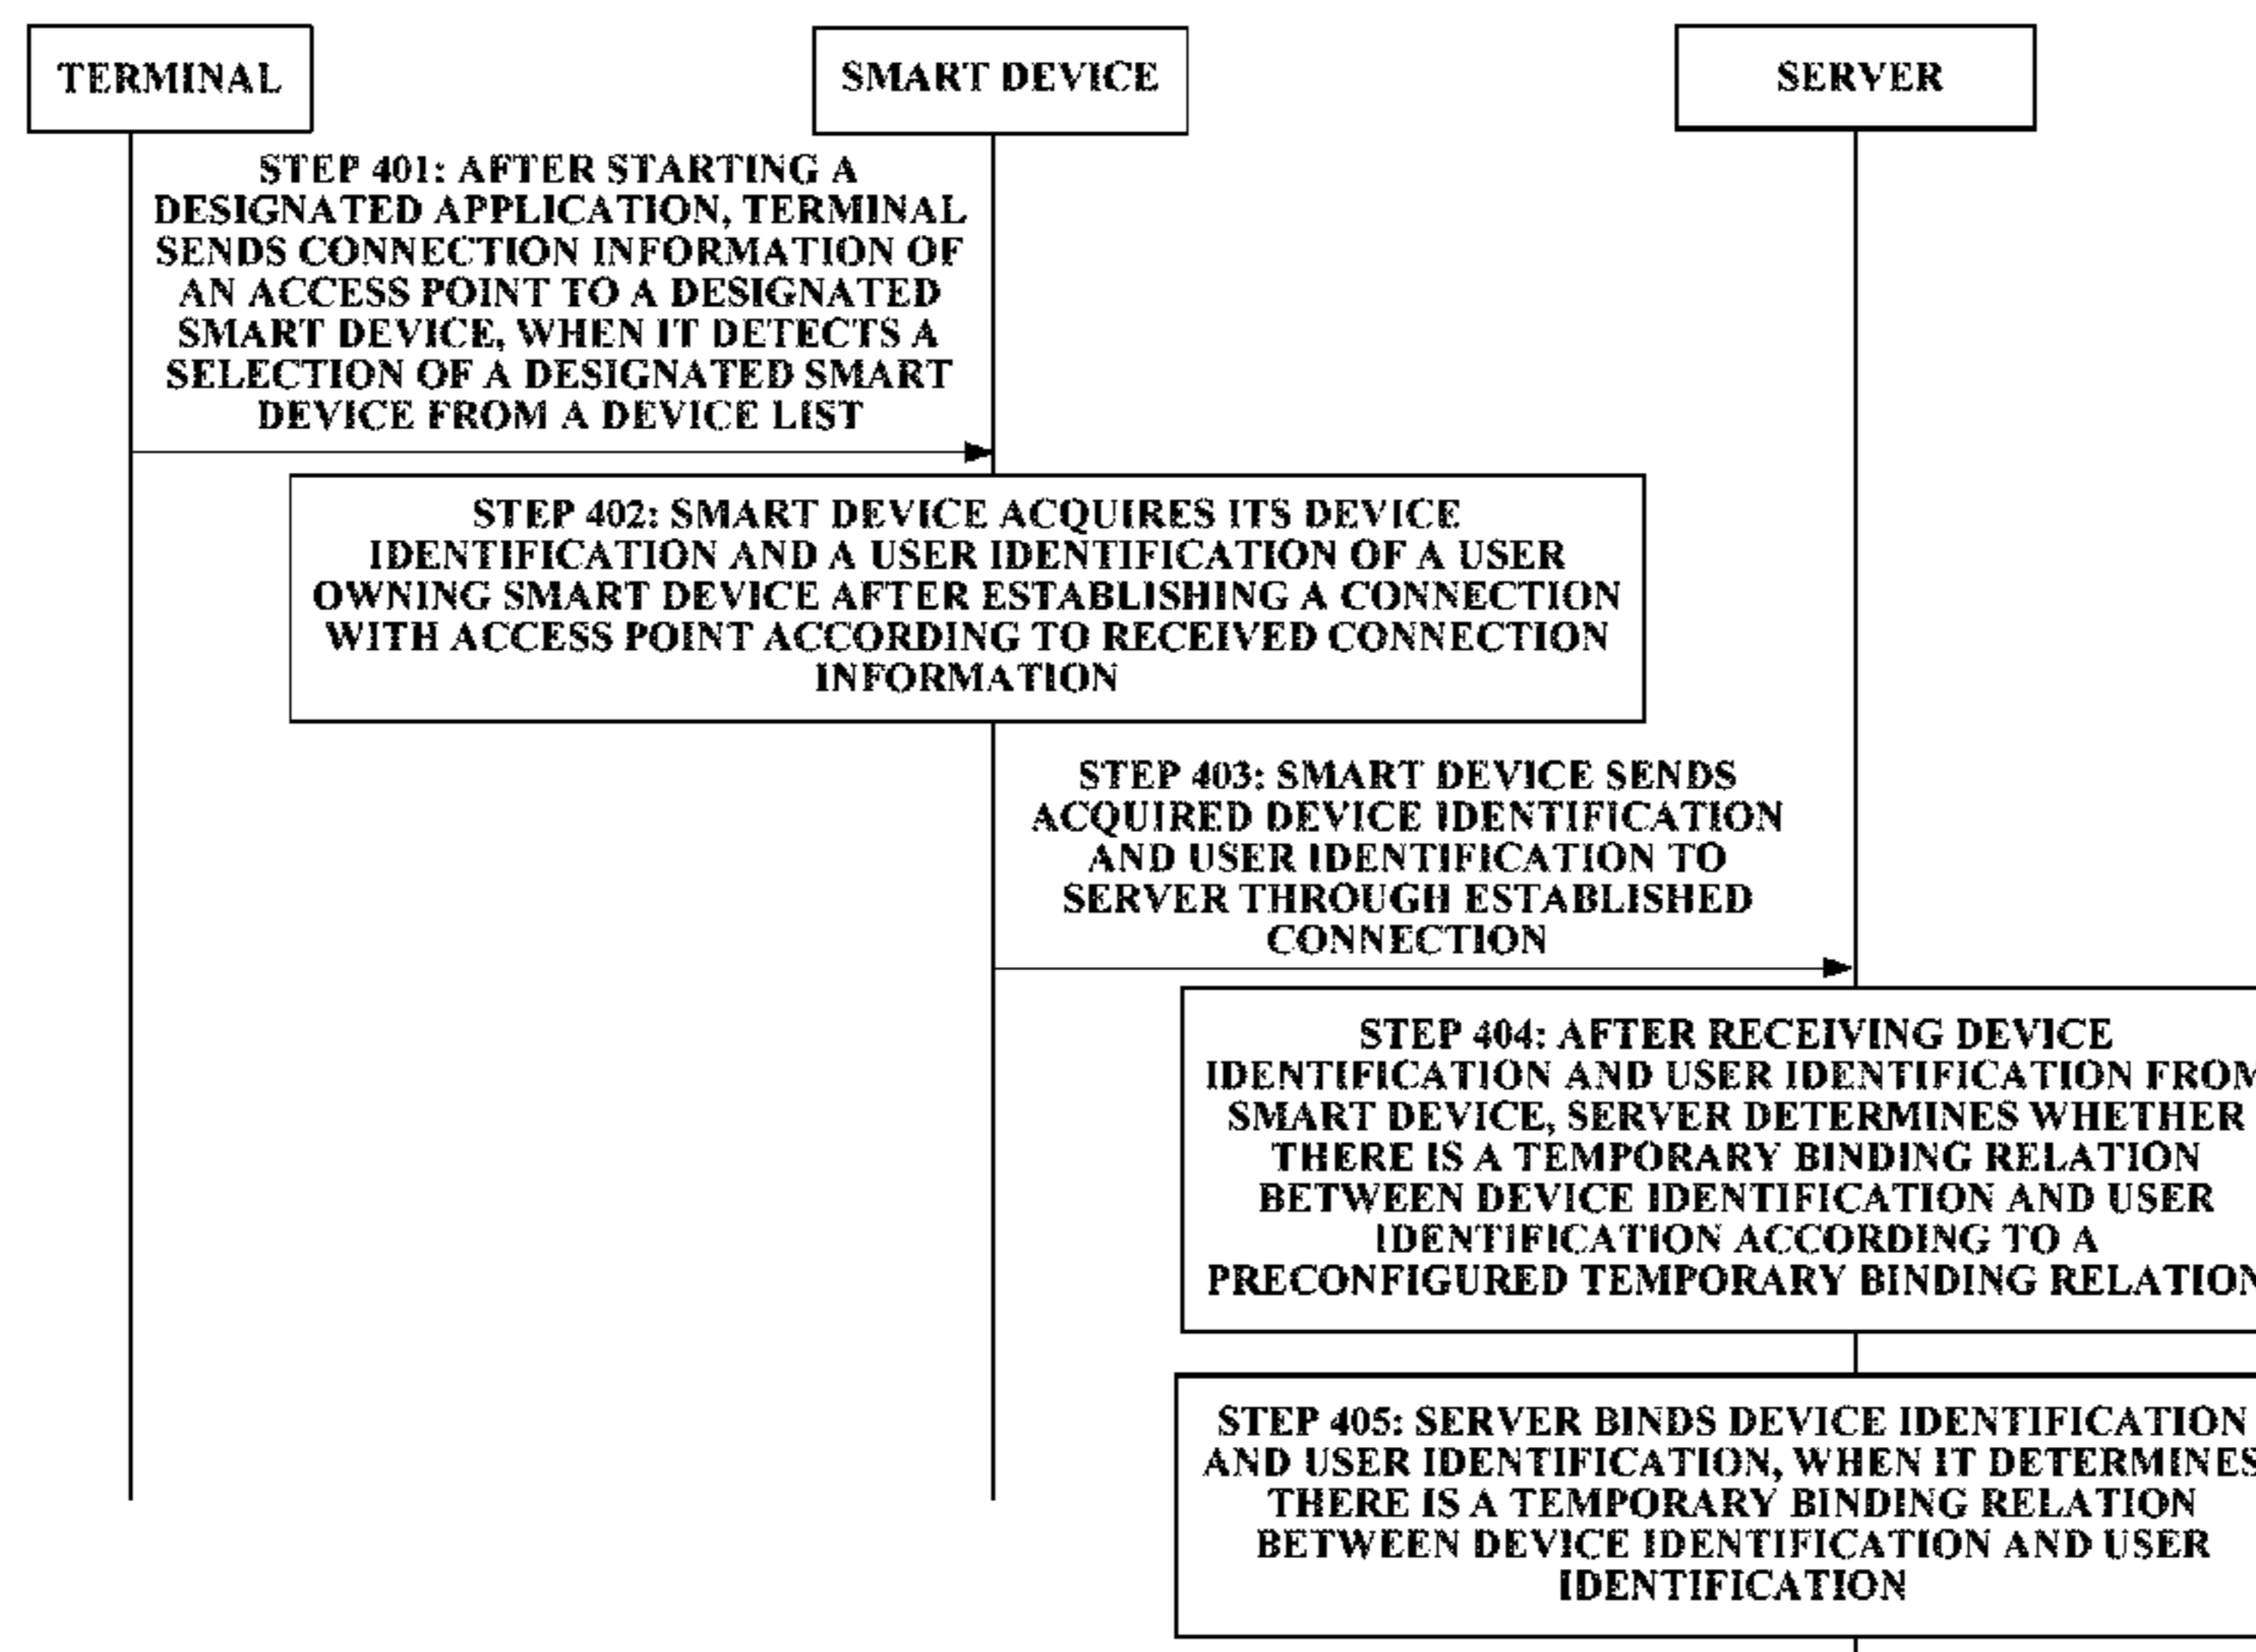 TERMINAL
SMART DEVICE
SERVER
STEP 401: AFTER STARTING A
DESIGNATED APPLICATION, TERMINAL
SENDS CONNECTION INFORMATION OF
AN ACCESS POINT TO A DESIGNATED
SMART DEVICE, WHEN IT DETECTS A
SELECTION OF A DESIGNATED SMART
DEVICE FROM A DEVICE LIST
STEP 402: SMART DEVICE ACQUIRES ITS DEVICE
IDENTIFICATION AND A USER IDENTIFICATION OF A USER
OWNING SMART DEVICE AFTER ESTABLISHING A CONNECTION
WITH ACCESS POINT ACCORDING TO RECEIVED CONNECTION
INFORMATION
STEP 403: SMART DEVICE SENDS
ACQUIRED DEVICE IDENTIFICATION
AND USER IDENTIFICATION TO
SERVER THROUGH ESTABLISHED
CONNECTION
STEP 404: AFTER RECEIVING DEVICE
IDENTIFICATION AND USER IDENTIFICATION FROM
SMART DEVICE, SERVER DETERMINES WHETHER
THERE IS A TEMPORARY BINDING RELATION
BETWEEN DEVICE IDENTIFICATION AND USER
IDENTIFICATION ACCORDING TO A
PRECONFIGURED TEMPORARY BINDING RELATION
STEP 405: SERVER BINDS DEVICE IDENTIFICATION
AND USER IDENTIFICATION, WHEN IT DETERMINES
THERE IS A TEMPORARY BINDING RELATION
BETWEEN DEVICE IDENTIFICATION AND USER
IDENTIFICATION